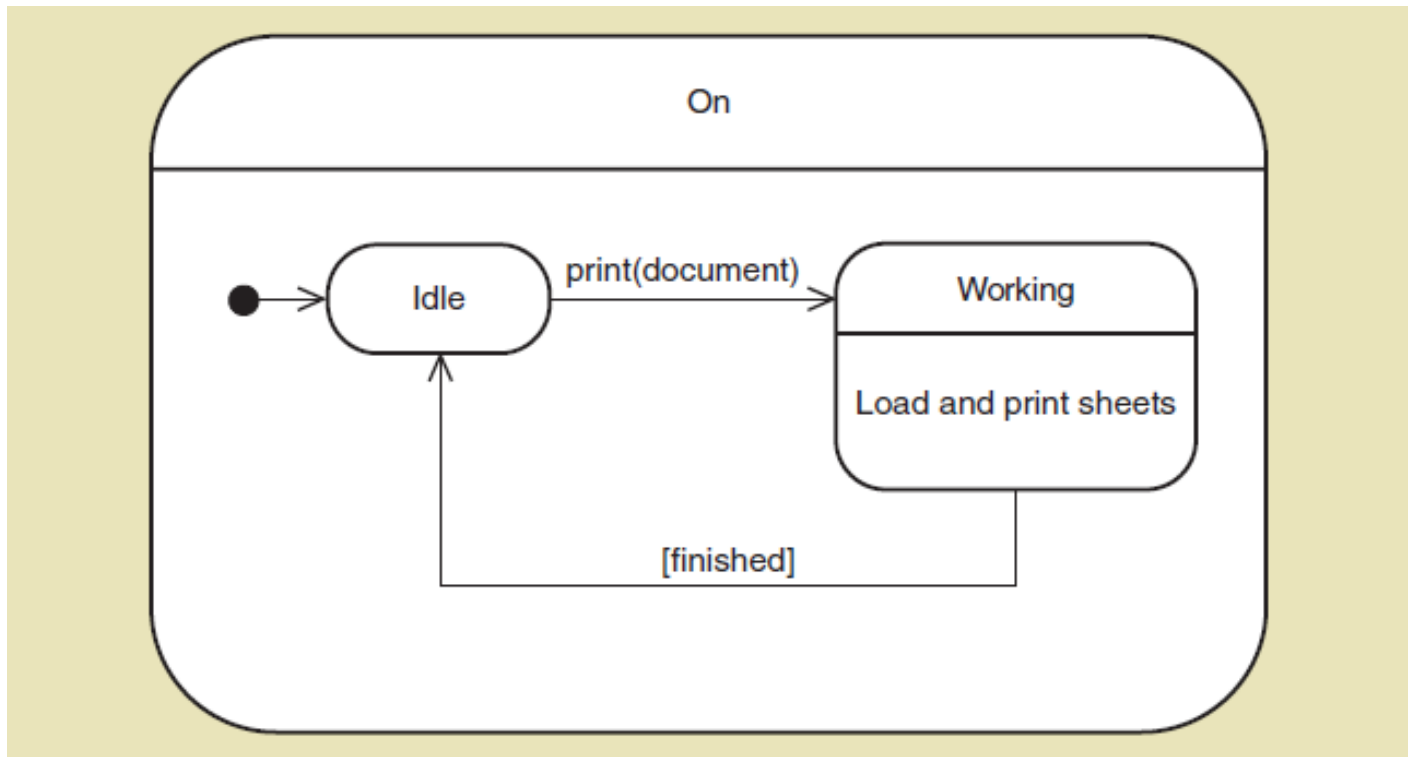 On
Idle
print(document)
Working
Load and print sheets
[finished]